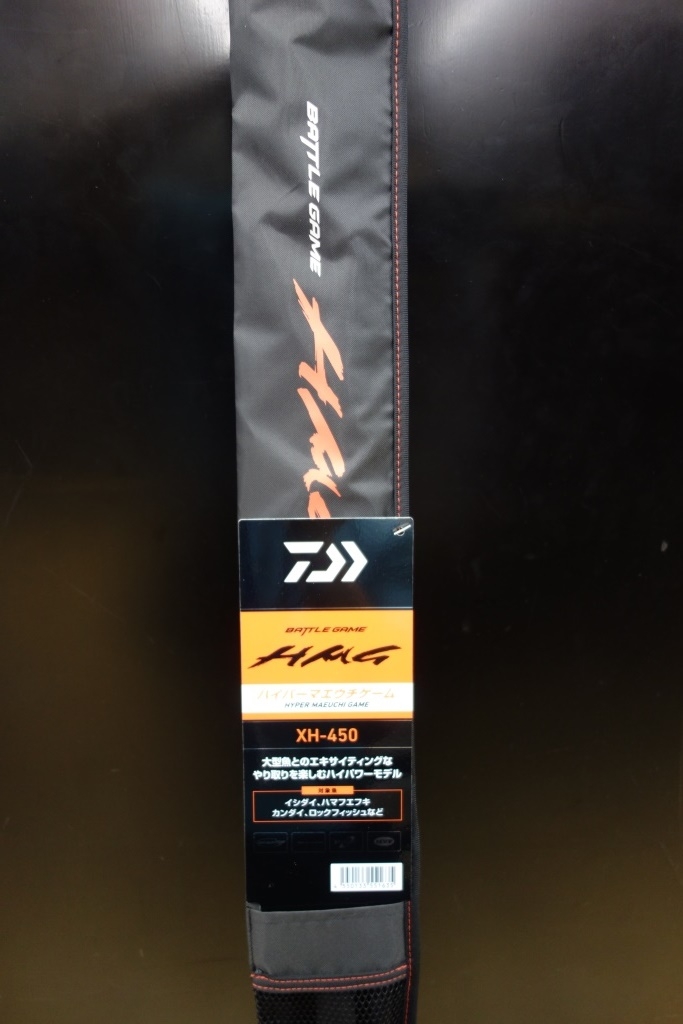 BATTLE GAME
HMG
BATTLE GAME
HMG
ハイパーマエウチゲーム
HYPER MAEUCHI GAME
XH-450
大型魚とのエキサイティングな
やり取りを楽しむハイパワーモデル
対象魚
イシダイ、ハマフエフキ
カンダイ、ロックフィッシュなど